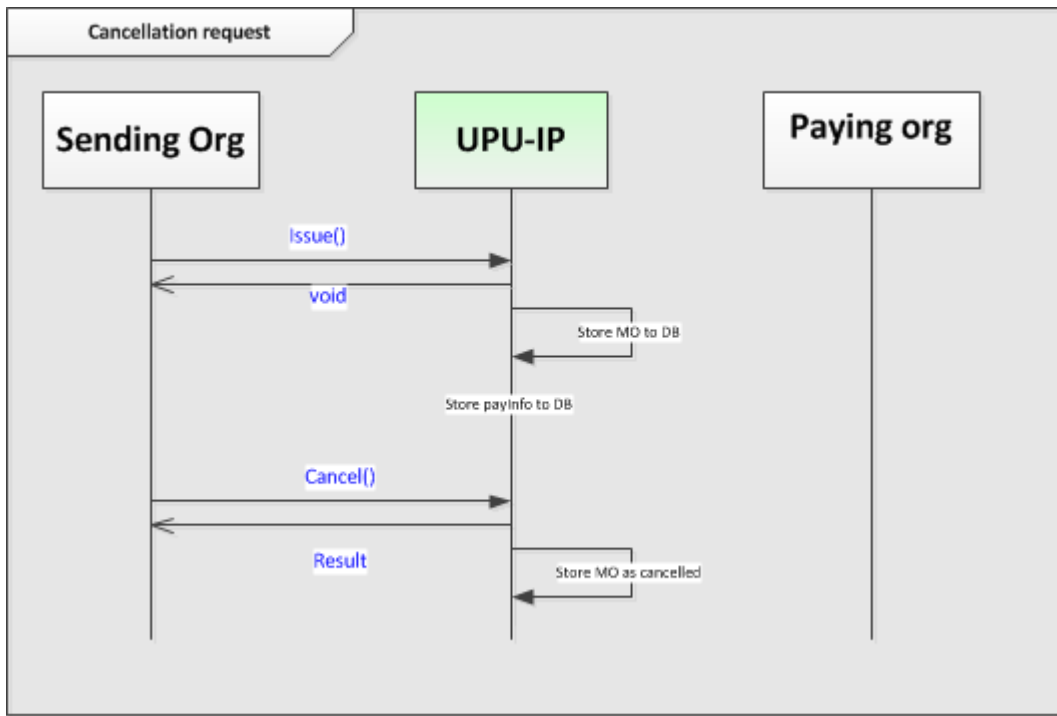 Cancellation request
Sending Org
UPU-IP
Paying org
Issue()
void
Store MO to DB
Store payInfo to DB
Cancel()
Result
Store MO as cancelled